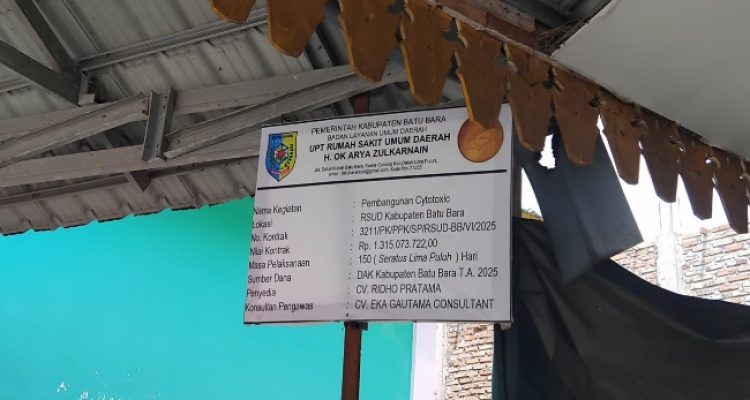 PEMERINTAH KABUPATEN BATU BARA
BADAN LAYANAN UMUM DAERAH
UPT RUMAH SAKIT UMUM DAERAH
H. OK ARYA ZULKARNAIN
Nama Kegiatan : Pembangunan Cytotoxic
Lokasi : RSUD Kabupaten Batu Bara
No. Kontrak : 3211/PK/PPK/SP/RSUD-BB/VI/2025
Nilai Kontrak : Rp. 1.315.073.722,00
Masa Pelaksanaan : 150 ( Seratus Lima Puluh ) Hari
Sumber Dana : DAK Kabupaten Batu Bara T.A. 2025
Penyedia : CV. RIDHO PRATAMA
Konsultan Pengawas : CV. EKA GAUTAMA CONSULTANT